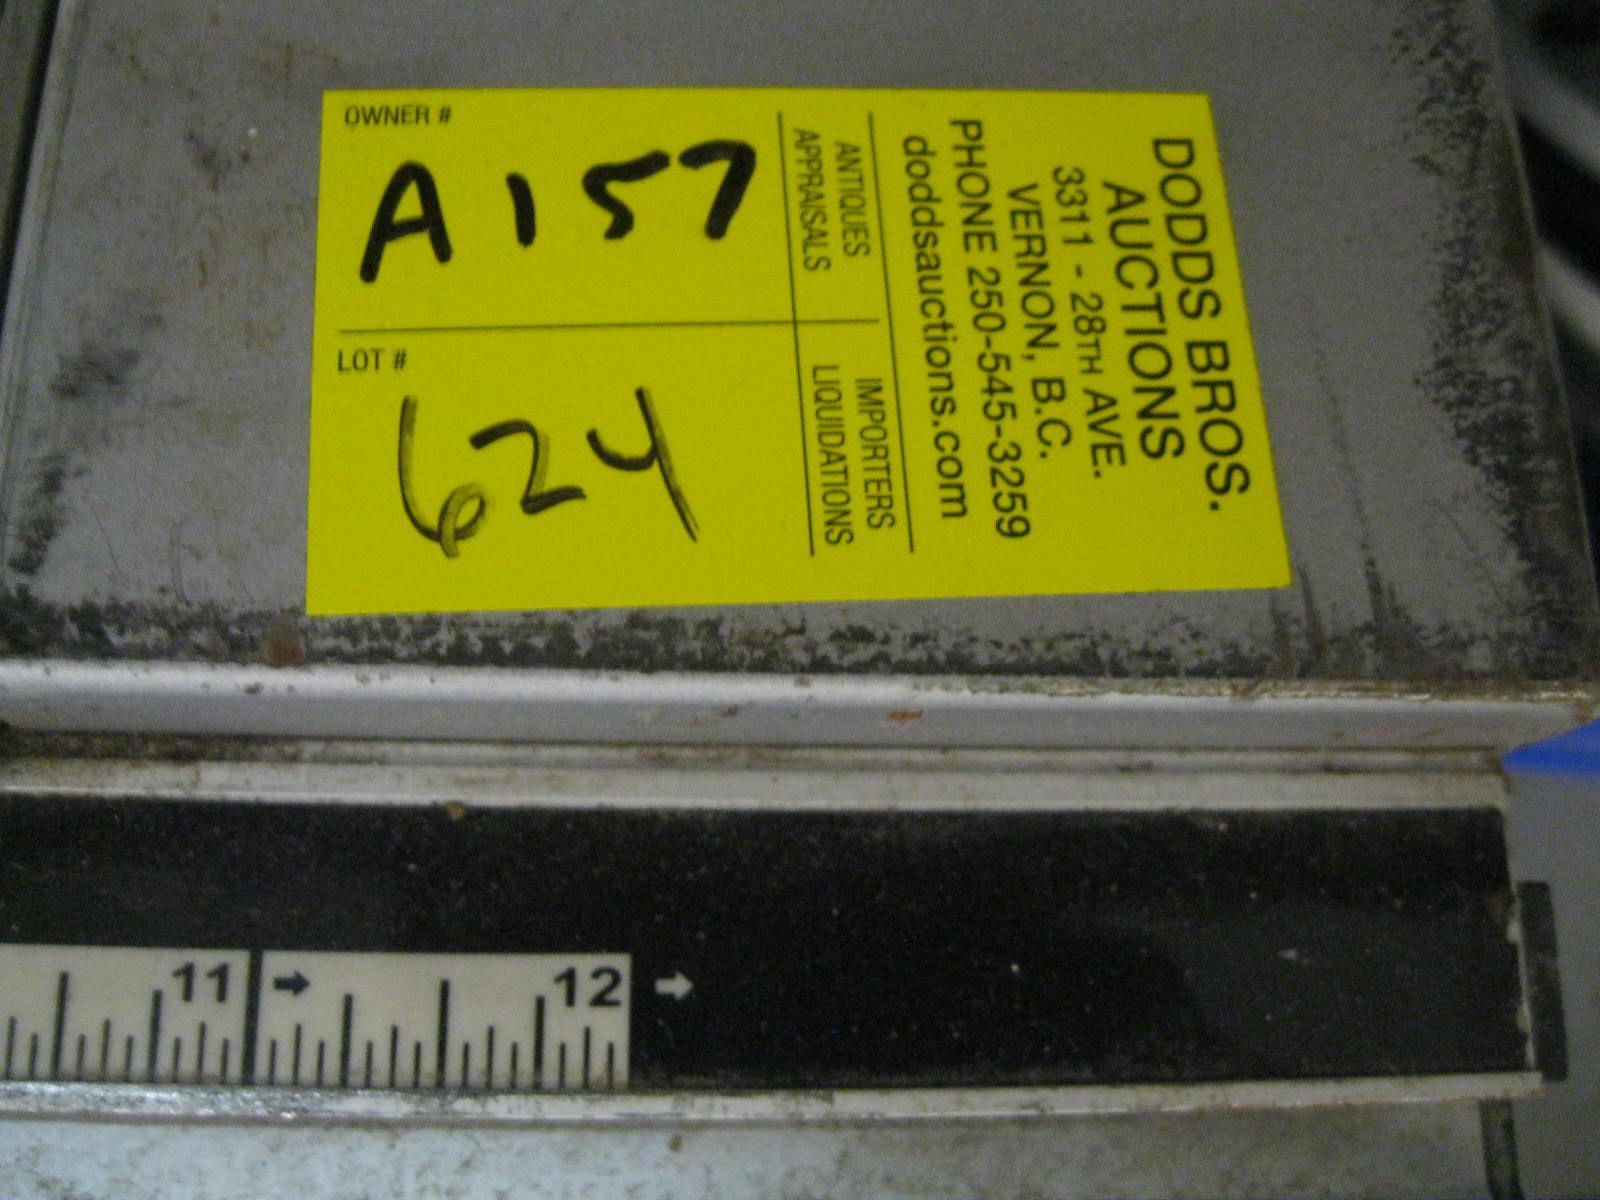 DODDS BROS.
AUCTIONS
3311 - 28TH AVE.
VERNON, B.C.
PHONE 250-545-3259
doddsauctions.com
ANTIQUES IMPORTERS
APPRAISALS LIQUIDATIONS
OWNER #
A157
LOT #
624
11 12